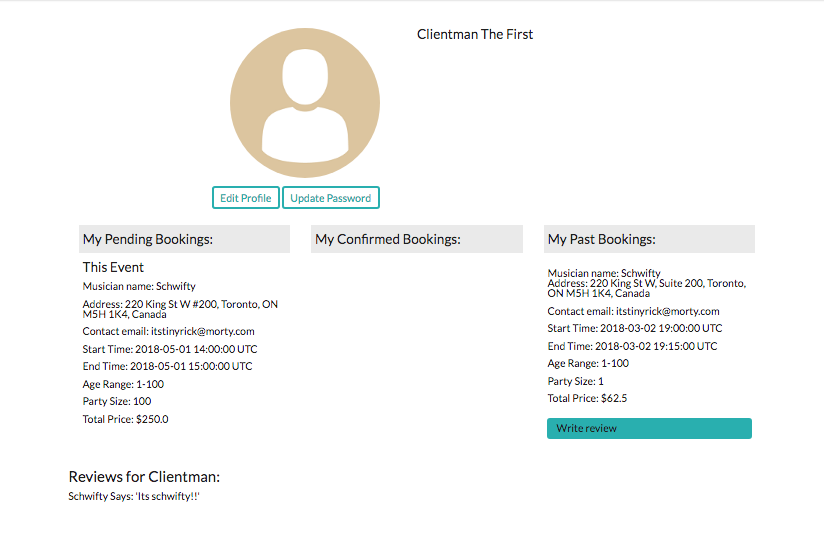 Clientman The First
Edit Profile
Update Password
My Pending Bookings:
This Event
Musician name: Schwifty
Address: 220 King St W #200, Toronto, ON
M5H 1K4, Canada
Contact email: itstinyrick@morty.com
Start Time: 2018-05-01 14:00:00 UTC
End Time: 2018-05-01 15:00:00 UTC
Age Range: 1-100
Party Size: 100
Total Price: $250.0
My Confirmed Bookings:
My Past Bookings:
Musician name: Schwifty
Address: 220 King St W, Suite 200, Toronto,
ON M5H 1K4, Canada
Contact email: itstinyrick@morty.com
Start Time: 2018-03-02 19:00:00 UTC
End Time: 2018-03-02 19:15:00 UTC
Age Range: 1-100
Party Size: 1
Total Price: $62.5
Write review
Reviews for Clientman:
Schwifty Says: 'Its schwifty!!'